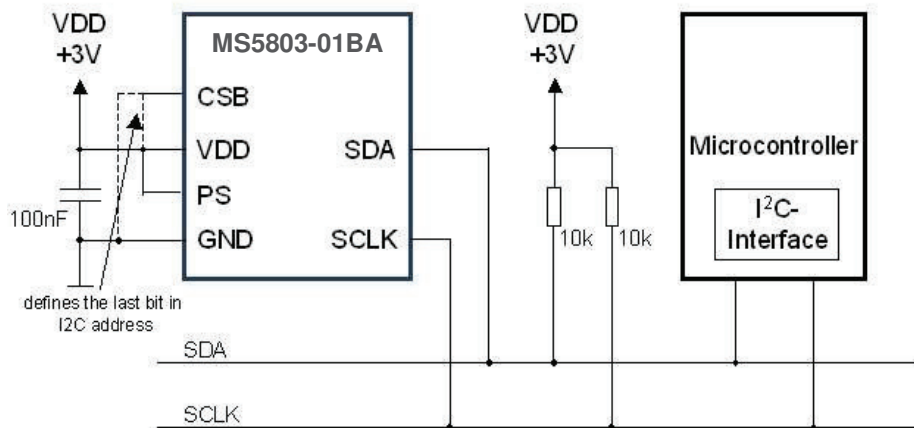 VDD
+3V
MS5803-01BA
CSB
VDD
PS
GND
SDA
SCLK
100nF
defines the last bit in
I2C address
VDD
+3V
10k
10k
Microcontroller
I²C-
Interface
SDA
SCLK